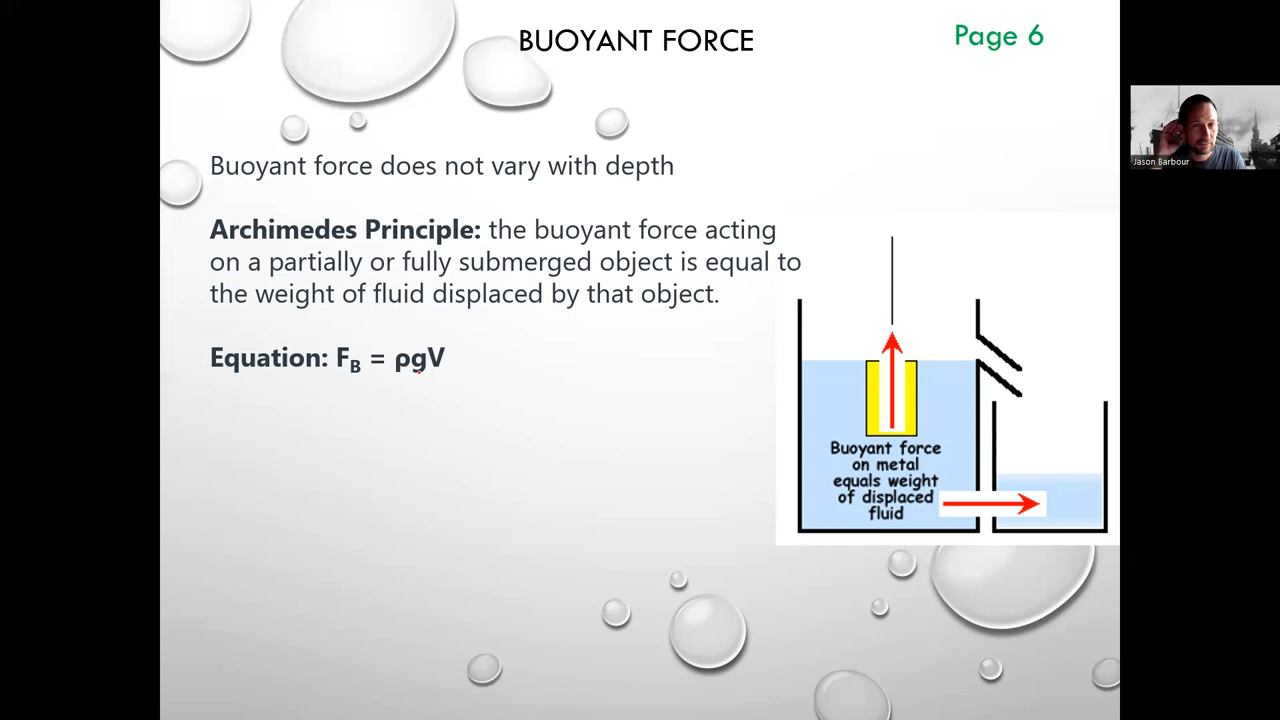 BUOYANT FORCE
Page 6
Jason Barbour
Buoyant force does not vary with depth
Archimedes Principle: the buoyant force acting
on a partially or fully submerged object is equal to
the weight of fluid displaced by that object.
Equation: F_B = ρgV
Buoyant force
on metal
equals weight
of displaced
fluid